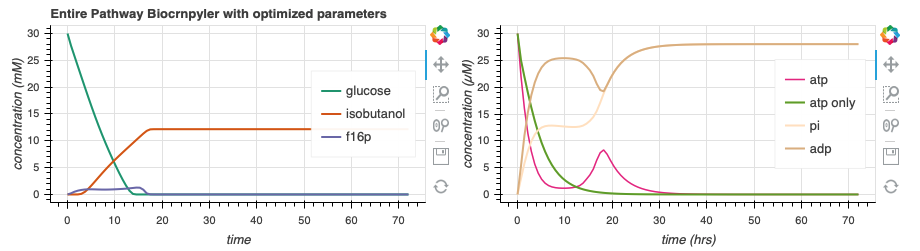 Entire Pathway Biocrnpyler with optimized parameters
concentration (mM)
30
25
20
15
10
5
0
glucose
isobutanol
f16p
0 10 20 30 40 50 60 70
time
concentration (μM)
30
25
20
15
10
5
0
atp
atp only
pi
adp
0 10 20 30 40 50 60 70
time (hrs)